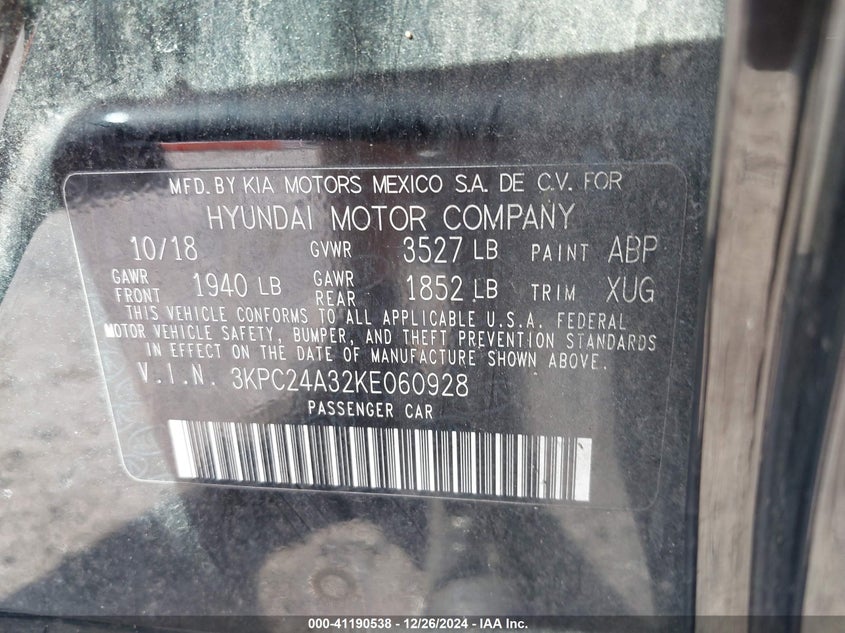 MFD. BY KIA MOTORS MEXICO S.A. DE C.V. FOR
HYUNDAI MOTOR COMPANY
10/18 GVWR 3527 LB PAINT ABP
GAWR FRONT 1940 LB GAWR REAR 1852 LB TRIM XUG
THIS VEHICLE CONFORMS TO ALL APPLICABLE U.S.A. FEDERAL
MOTOR VEHICLE SAFETY, BUMPER, AND THEFT PREVENTION STANDARDS
IN EFFECT ON THE DATE OF MANUFACTURE SHOWN ABOVE.
V.I.N. 3KPC24A32KE060928
PASSENGER CAR
000-41190538 - 12/26/2024 - IAA Inc.